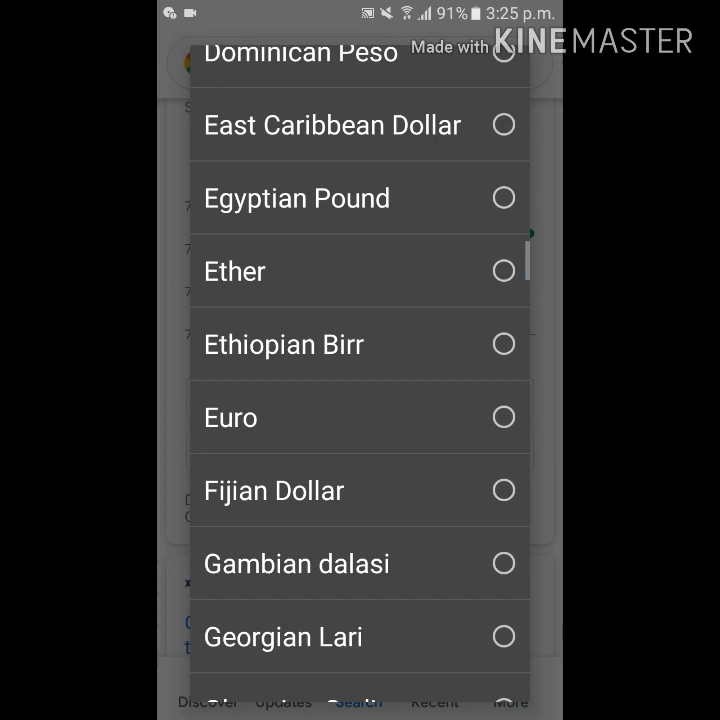 91% 3:25 p.m.
Made with KINEMASTER
Dominican Peso
East Caribbean Dollar
Egyptian Pound
Ether
Ethiopian Birr
Euro
Fijian Dollar
Gambian dalasi
Georgian Lari
Discover Updates Search Recent More